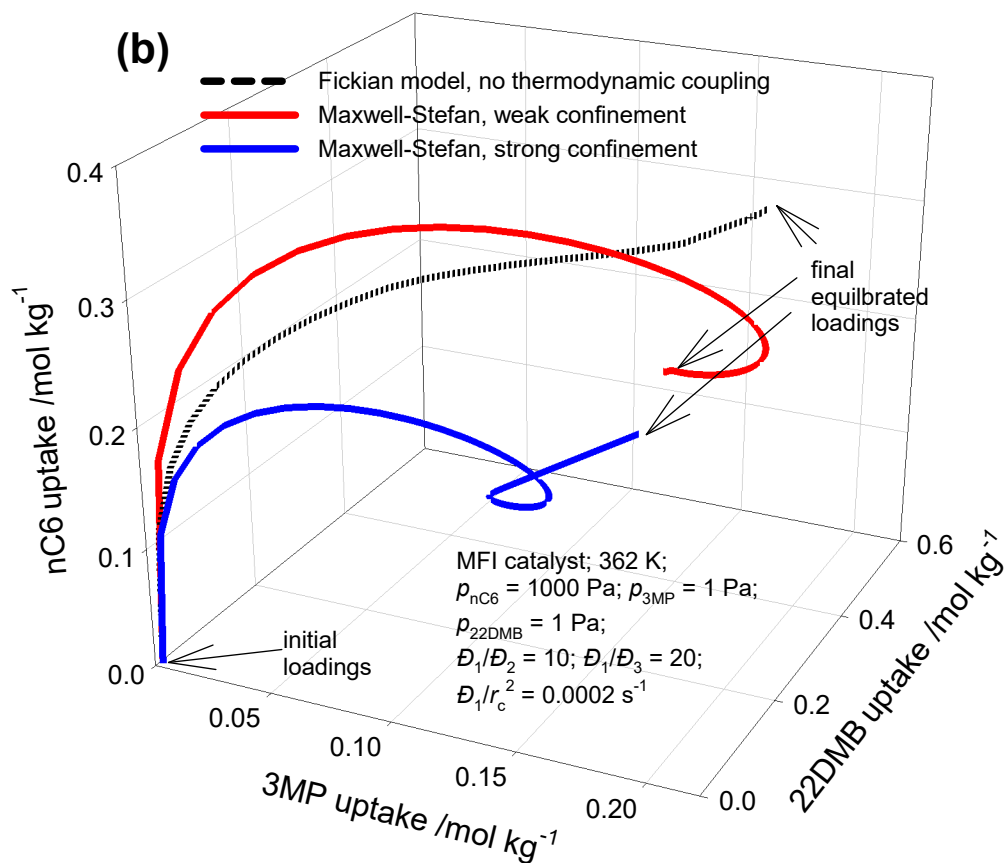 (b)
Fickian model, no thermodynamic coupling
Maxwell-Stefan, weak confinement
Maxwell-Stefan, strong confinement
nC6 uptake /mol kg⁻¹
0.4
0.3
0.2
0.1
0.0
final
equilbrated
loadings
initial
loadings
MFI catalyst; 362 K;
p_nC6 = 1000 Pa; p_3MP = 1 Pa;
p_22DMB = 1 Pa;
Đ₁/Đ₂ = 10; Đ₁/Đ₃ = 20;
Đ₁/r_c² = 0.0002 s⁻¹
0.05
0.10
0.15
0.20
3MP uptake /mol kg⁻¹
0.0
0.2
0.4
0.6
22DMB uptake /mol kg⁻¹